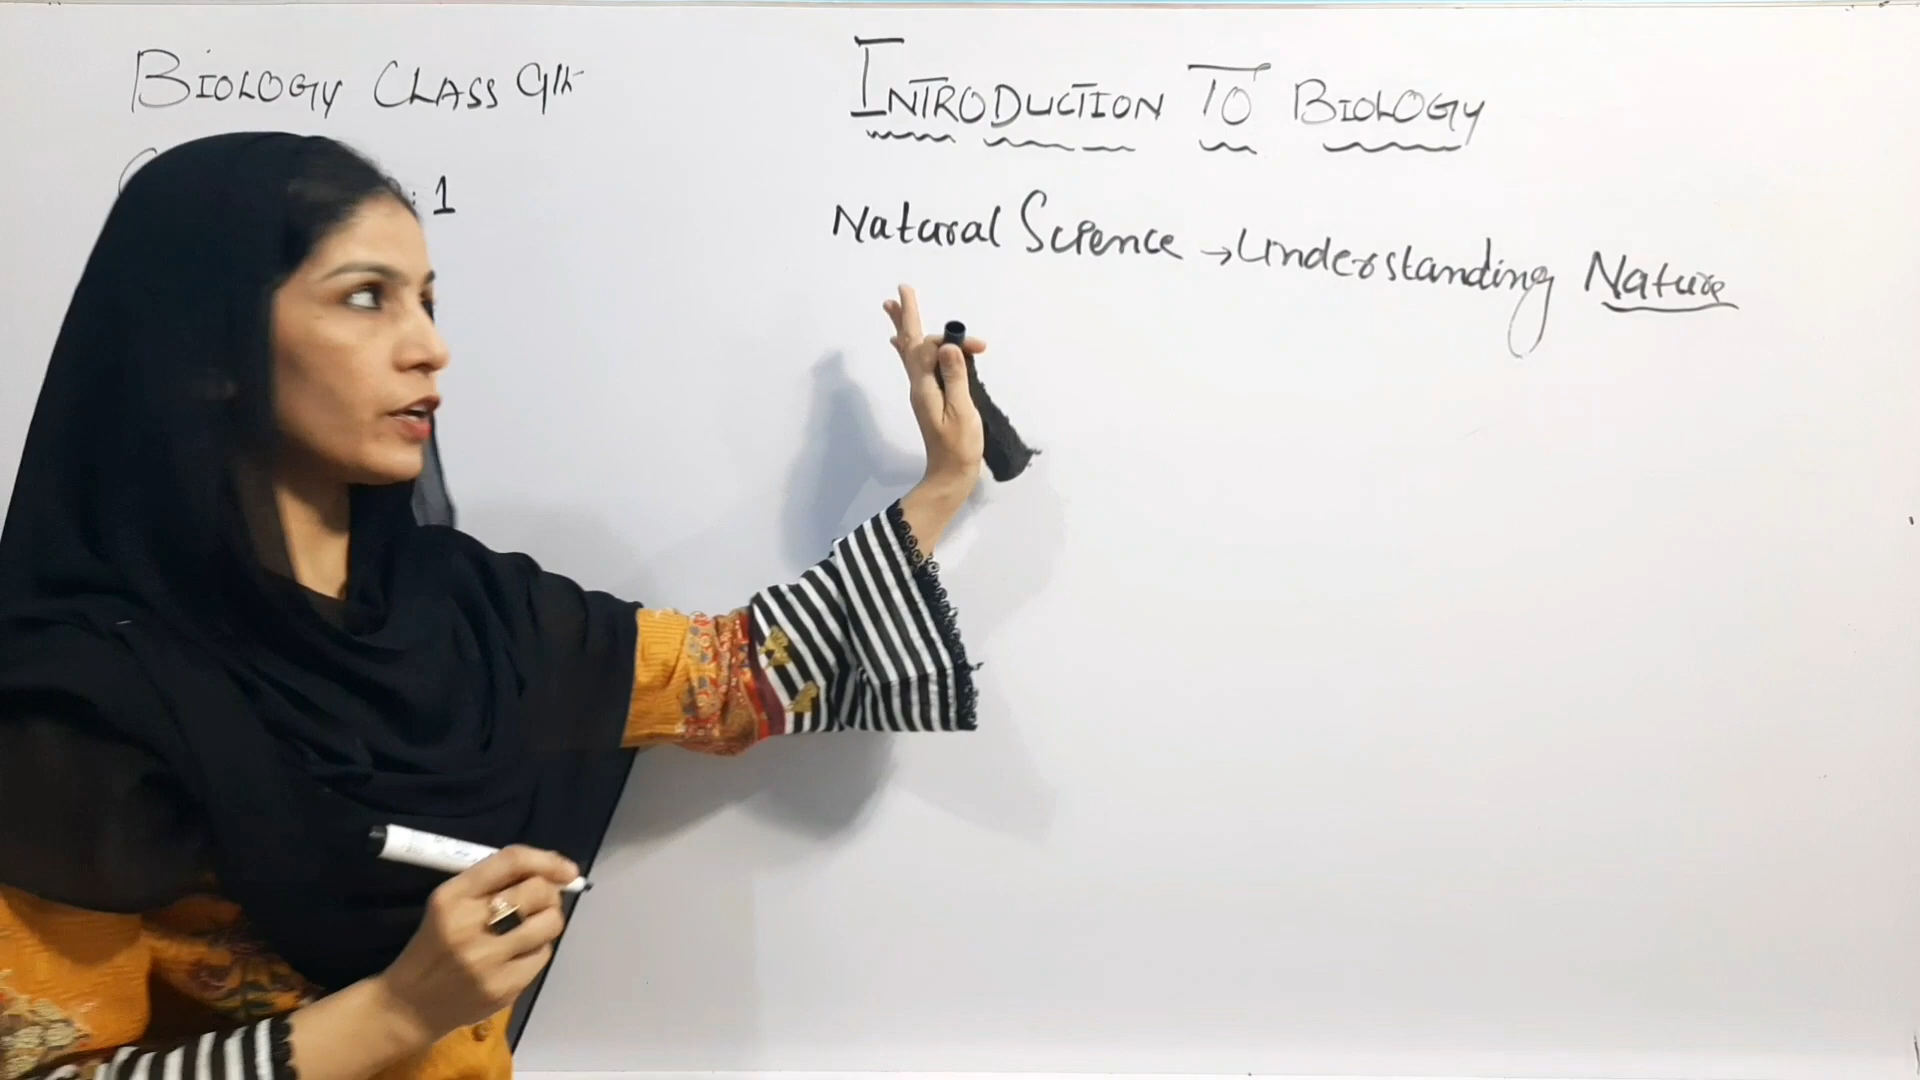 BIOLOGY CLASS 9th
: 1
INTRODUCTION TO BIOLOGY
Natural Science → Understanding Nature